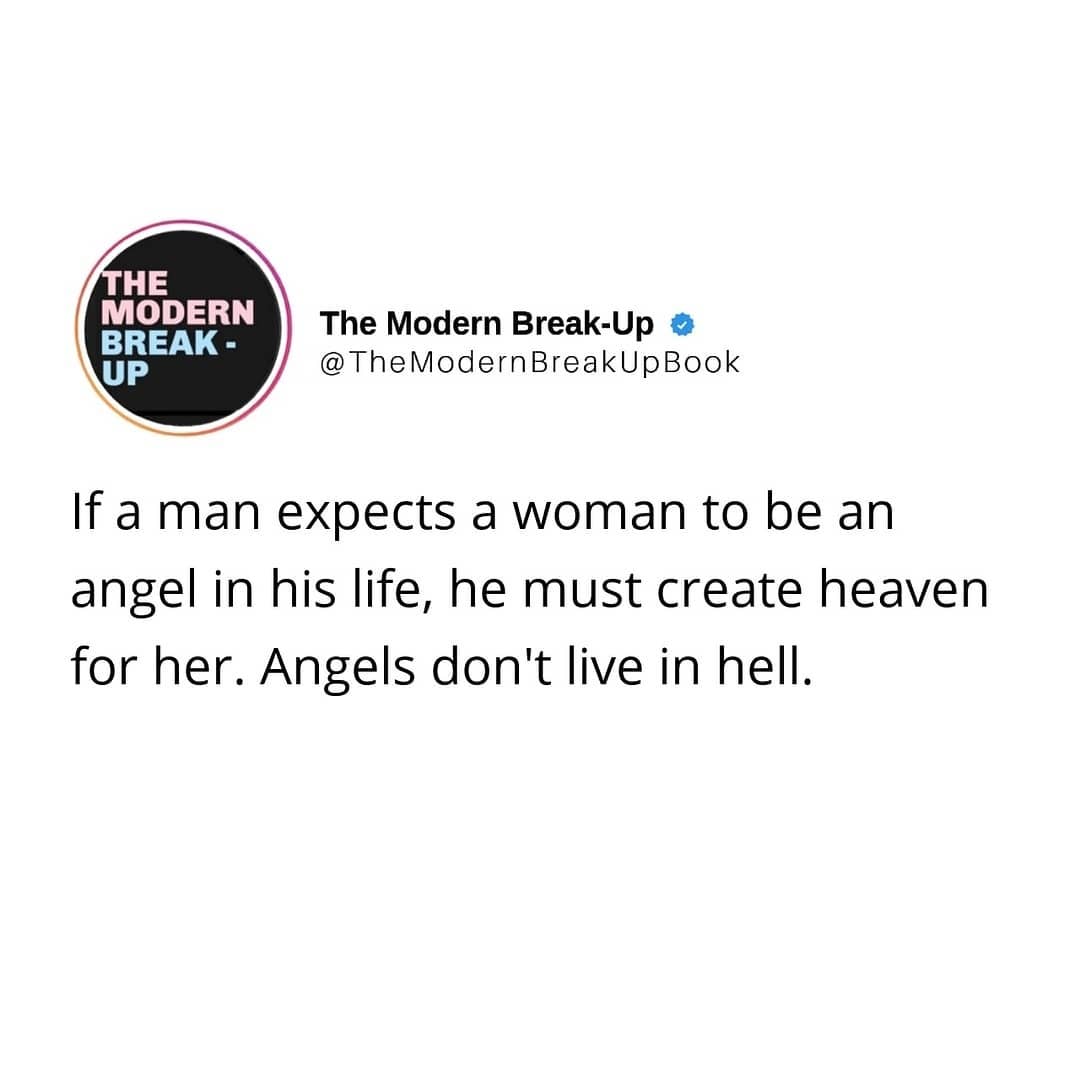 THE
MODERN
BREAK -
UP
The Modern Break-Up
@TheModernBreakUpBook
If a man expects a woman to be an
angel in his life, he must create heaven
for her. Angels don't live in hell.